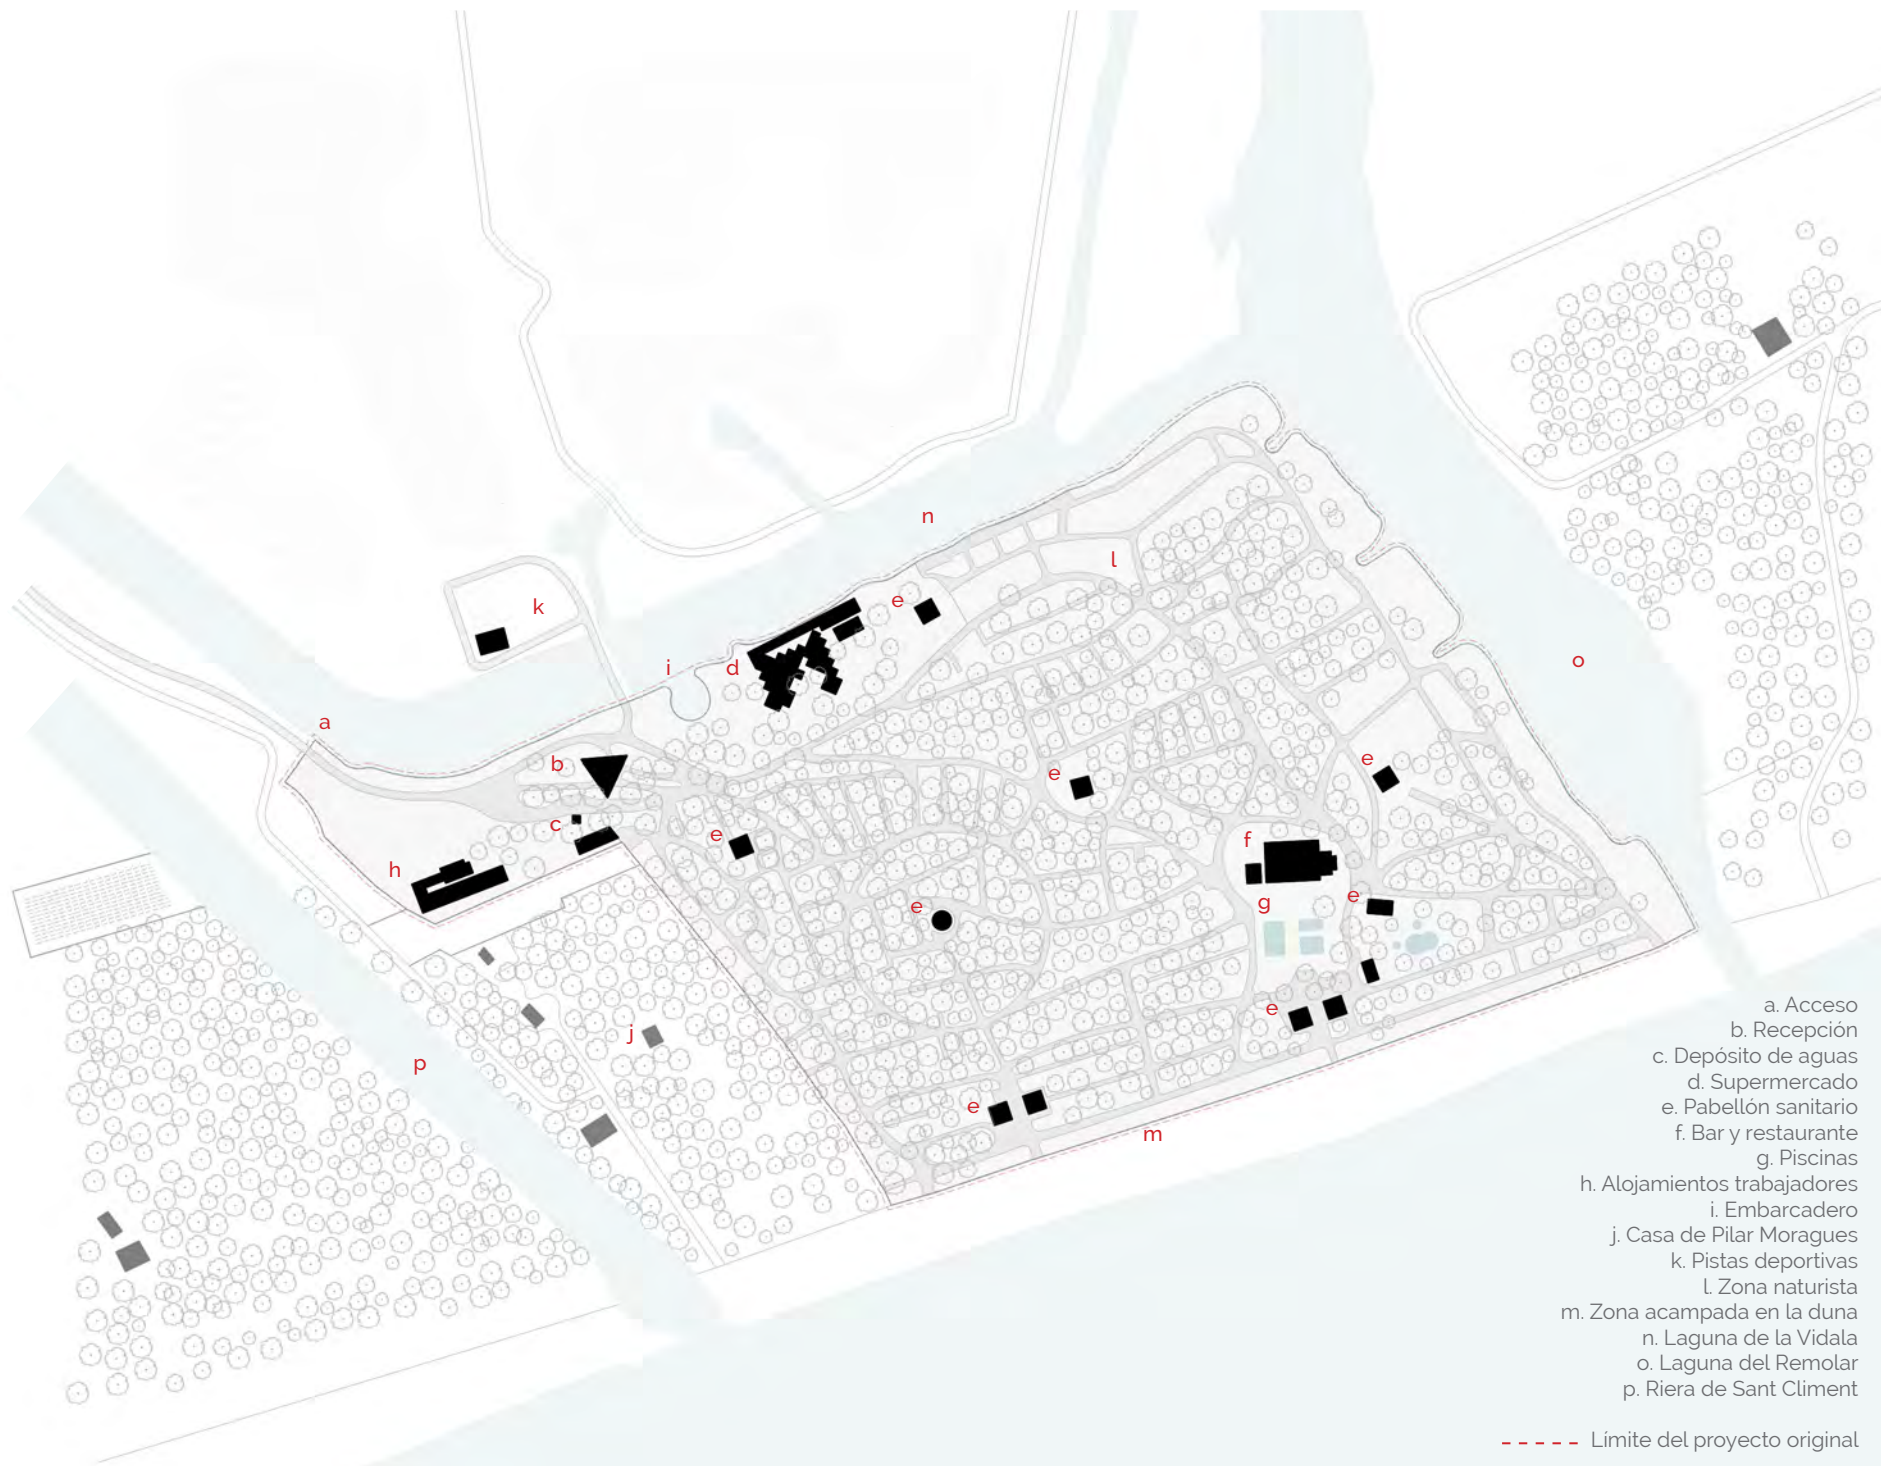 n
l
k
e
i
d
o
a
b
e
e
c
e
f
h
e
g
e
e
j
p
e
m
a. Acceso
b. Recepción
c. Depósito de aguas
d. Supermercado
e. Pabellón sanitario
f. Bar y restaurante
g. Piscinas
h. Alojamientos trabajadores
i. Embarcadero
j. Casa de Pilar Moragues
k. Pistas deportivas
l. Zona naturista
m. Zona acampada en la duna
n. Laguna de la Vidala
o. Laguna del Remolar
p. Riera de Sant Climent
Límite del proyecto original